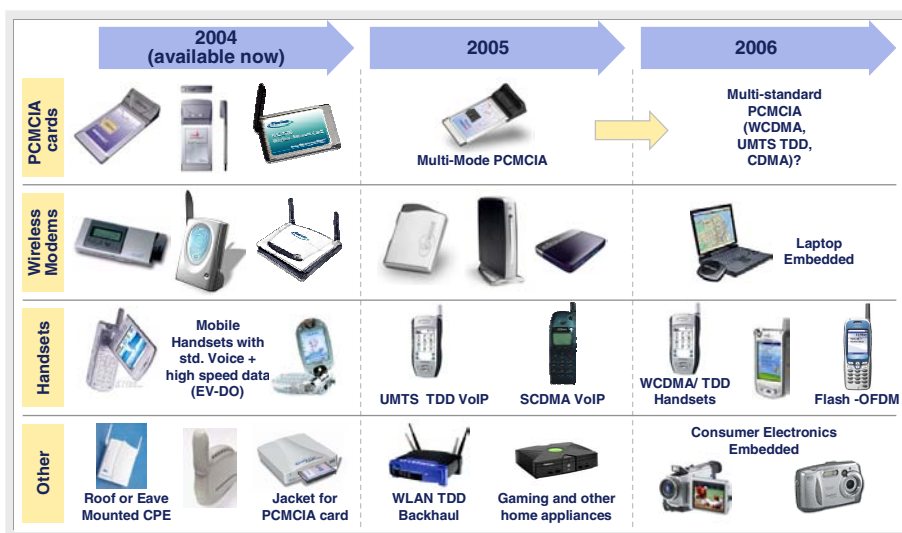 2004
(available now)
2005
2006
PCMCIA
cards
Multi-Mode PCMCIA
Multi-standard
PCMCIA
(WCDMA,
UMTS TDD,
CDMA)?
Wireless
Modems
Laptop
Embedded
Handsets
Mobile
Handsets with
std. Voice +
high speed data
(EV-DO)
UMTS TDD VoIP
SCDMA VoIP
WCDMA/ TDD
Handsets
Flash -OFDM
Other
Roof or Eave
Mounted CPE
Jacket for
PCMCIA card
WLAN TDD
Backhaul
Gaming and other
home appliances
Consumer Electronics
Embedded